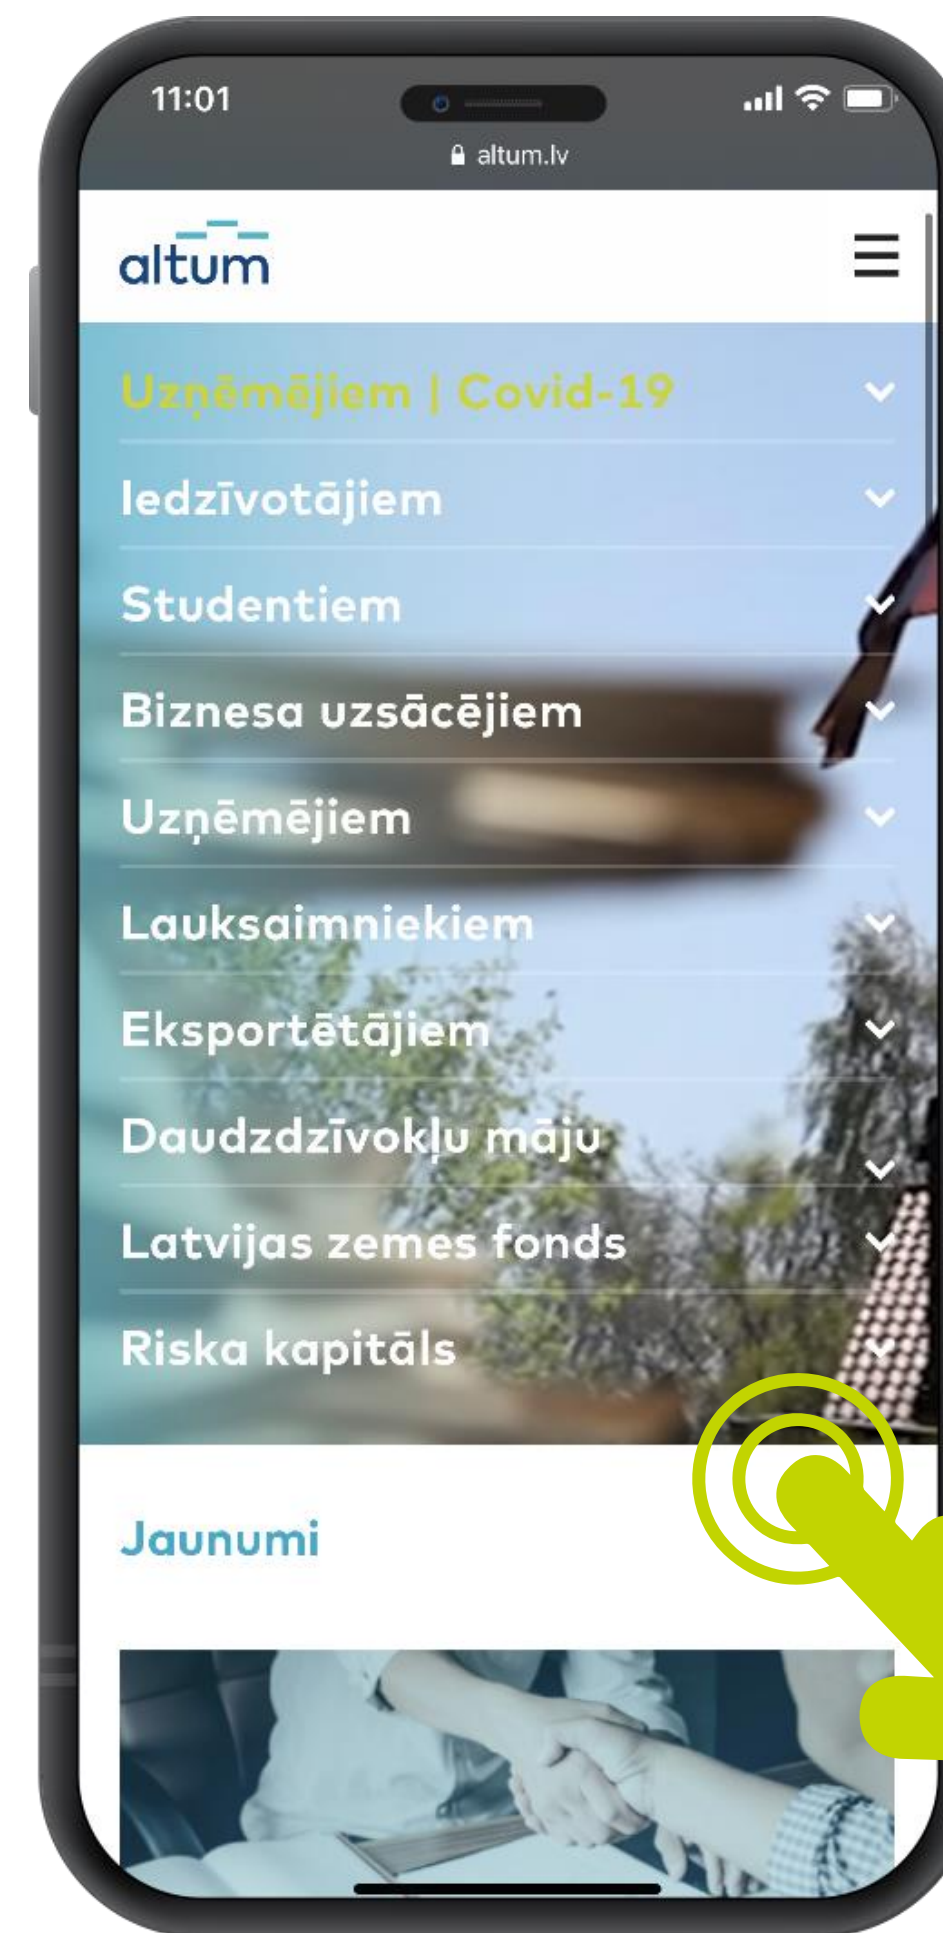 11:01
altum.lv
altum
Uzņēmējiem | Covid-19
Iedzīvotājiem
Studentiem
Biznesa uzsācējiem
Uzņēmējiem
Lauksaimniekiem
Eksportētājiem
Daudzdzīvokļu māju
Latvijas zemes fonds
Riska kapitāls
Jaunumi